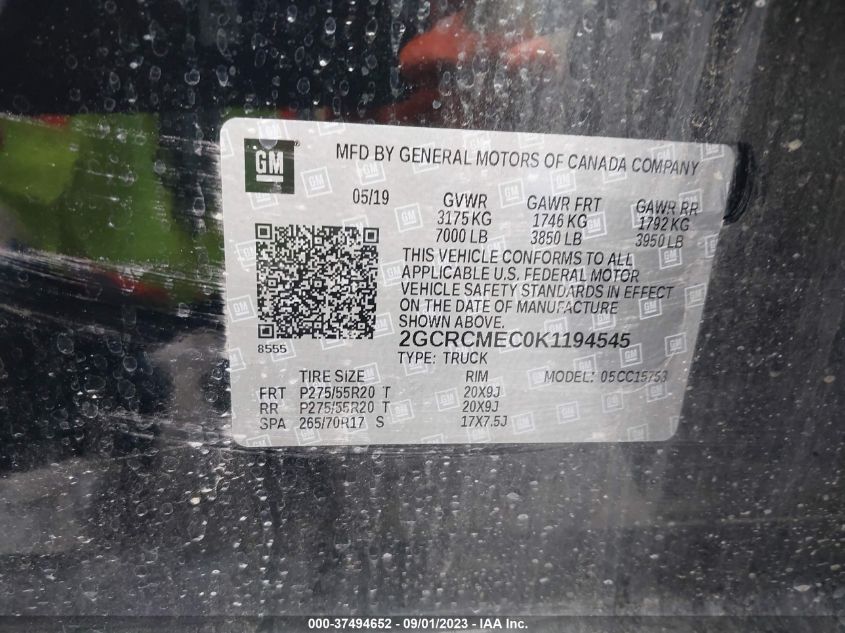 GM
MFD BY GENERAL MOTORS OF CANADA COMPANY
05/19 GVWR GAWR FRT GAWR RR
3175 KG 1746 KG 1792 KG
7000 LB 3850 LB 3950 LB
THIS VEHICLE CONFORMS TO ALL
APPLICABLE U.S. FEDERAL MOTOR
VEHICLE SAFETY STANDARDS IN EFFECT
ON THE DATE OF MANUFACTURE
SHOWN ABOVE.
8555 2GCRCMEC0K1194545
TYPE: TRUCK
TIRE SIZE RIM MODEL: 05CC15753
FRT P275/55R20 T 20X9J
RR P275/55R20 T 20X9J
SPA 265/70R17 S 17X7.5J
000-37494652 - 09/01/2023 - IAA Inc.